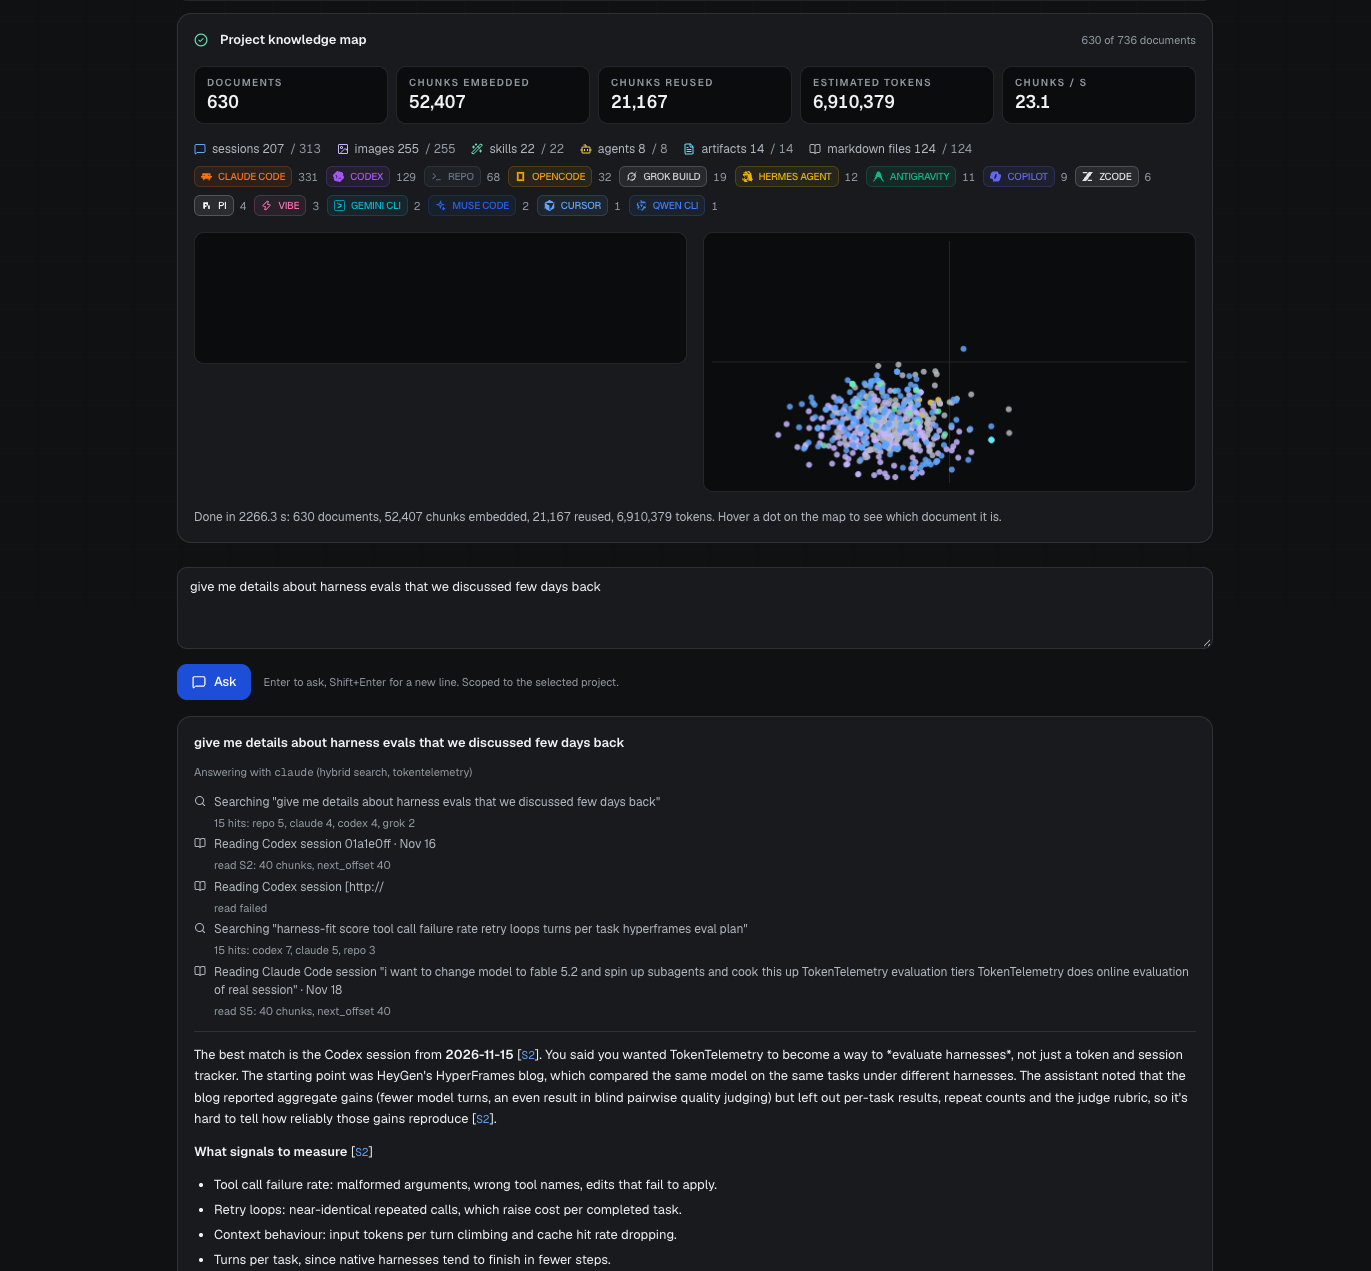 Project knowledge map
630 of 736 documents
DOCUMENTS
630
CHUNKS EMBEDDED
52,407
CHUNKS REUSED
21,167
ESTIMATED TOKENS
6,910,379
CHUNKS / S
23.1
sessions 207 / 313 images 255 / 255 skills 22 / 22 agents 8 / 8 artifacts 14 / 14 markdown files 124 / 124
CLAUDE CODE 331 CODEX 129 REPO 68 OPENCODE 32 GROK BUILD 19 HERMES AGENT 12 ANTIGRAVITY 11 COPILOT 9 ZCODE 6
PI 4 VIBE 3 GEMINI CLI 2 MUSE CODE 2 CURSOR 1 QWEN CLI 1
Done in 2266.3 s: 630 documents, 52,407 chunks embedded, 21,167 reused, 6,910,379 tokens. Hover a dot on the map to see which document it is.
give me details about harness evals that we discussed few days back
Ask
Enter to ask, Shift+Enter for a new line. Scoped to the selected project.
give me details about harness evals that we discussed few days back
Answering with claude (hybrid search, tokentelemetry)
Searching "give me details about harness evals that we discussed few days back"
15 hits: repo 5, claude 4, codex 4, grok 2
Reading Codex session 01a1e0ff · Nov 16
read S2: 40 chunks, next_offset 40
Reading Codex session [http://
read failed
Searching "harness-fit score tool call failure rate retry loops turns per task hyperframes eval plan"
15 hits: codex 7, claude 5, repo 3
Reading Claude Code session "i want to change model to fable 5.2 and spin up subagents and cook this up TokenTelemetry evaluation tiers TokenTelemetry does online evaluation
of real session" · Nov 18
read S5: 40 chunks, next_offset 40
The best match is the Codex session from 2026-11-15 [S2]. You said you wanted TokenTelemetry to become a way to *evaluate harnesses*, not just a token and session
tracker. The starting point was HeyGen's HyperFrames blog, which compared the same model on the same tasks under different harnesses. The assistant noted that the
blog reported aggregate gains (fewer model turns, an even result in blind pairwise quality judging) but left out per-task results, repeat counts and the judge rubric, so it's
hard to tell how reliably those gains reproduce [S2].
What signals to measure [S2]
• Tool call failure rate: malformed arguments, wrong tool names, edits that fail to apply.
• Retry loops: near-identical repeated calls, which raise cost per completed task.
• Context behaviour: input tokens per turn climbing and cache hit rate dropping.
• Turns per task, since native harnesses tend to finish in fewer steps.